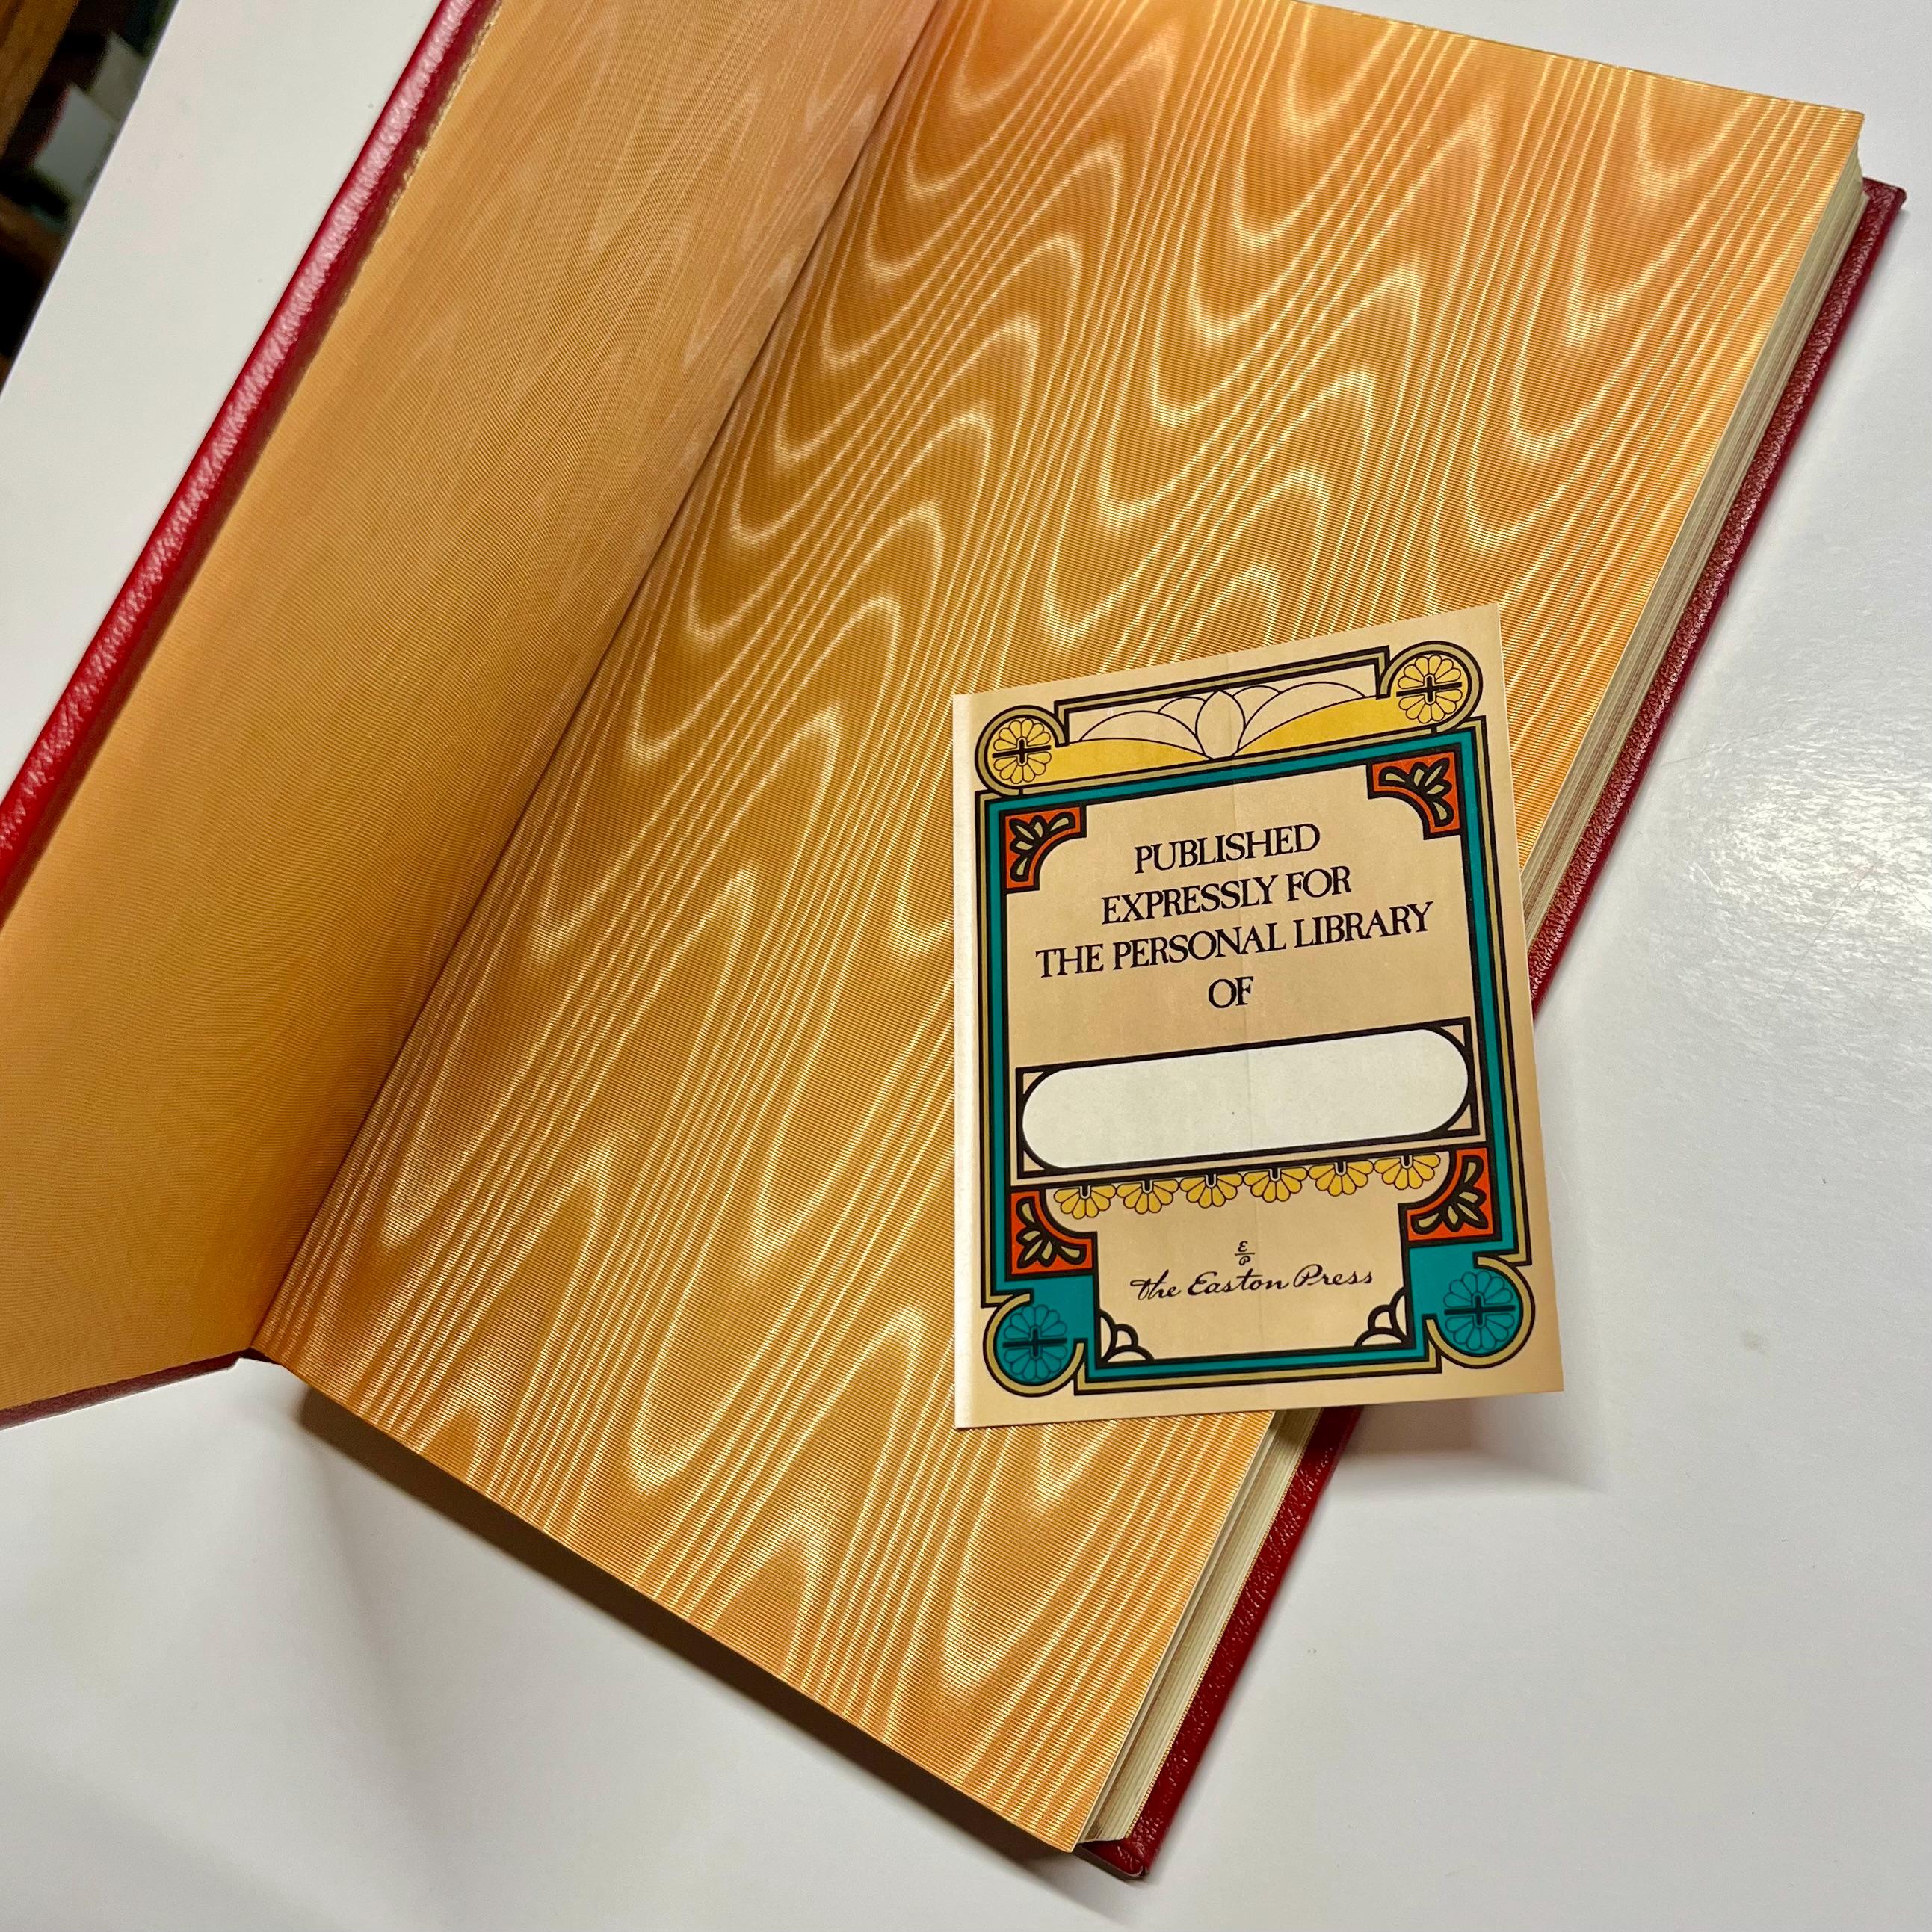 PUBLISHED
EXPRESSLY FOR
THE PERSONAL LIBRARY
OF
E
P
The Easton Press